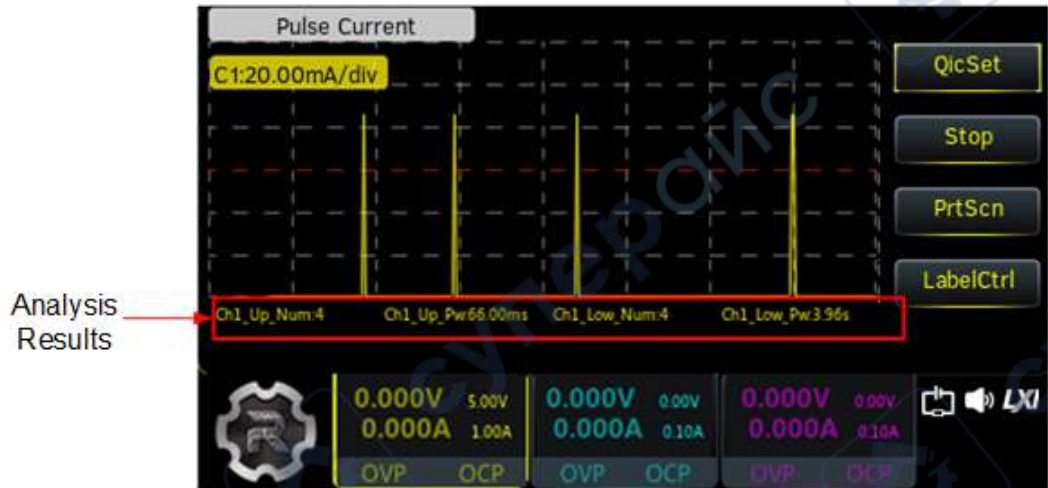 Pulse Current
C1:20.00mA/div
QicSet
Stop
PrtScn
LabelCtrl
Analysis
Results
Ch1_Up_Num:4 Ch1_Up_Pw:66.00ms Ch1_Low_Num:4 Ch1_Low_Pw:3.96s
0.000V 5.00V 0.000V 0.00V 0.000V 0.00V
0.000A 1.00A 0.000A 0.10A 0.000A 0.10A
LXI
OVP OCP OVP OCP OVP OCP
R
суперайс